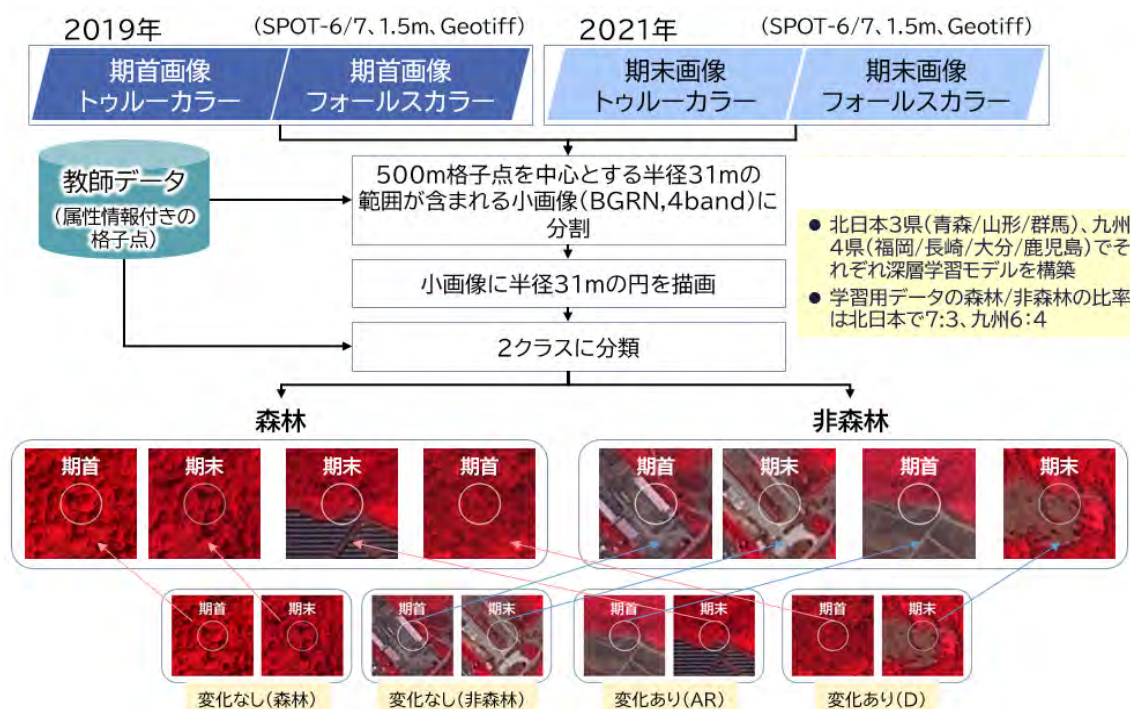 2019年
(SPOT-6/7、1.5m、Geotiff)
2021年
(SPOT-6/7、1.5m、Geotiff)
期首画像
トゥルーカラー
期首画像
フォールスカラー
期末画像
トゥルーカラー
期末画像
フォールスカラー
教師データ
(属性情報付きの
格子点)
500m格子点を中心とする半径31mの
範囲が含まれる小画像(BGRN,4band)に
分割
小画像に半径31mの円を描画
2クラスに分類
● 北日本3県(青森/山形/群馬)、九州
4県(福岡/長崎/大分/鹿児島)でそ
れぞれ深層学習モデルを構築
● 学習用データの森林/非森林の比率
は北日本で7:3、九州6:4
森林
非森林
期首
期末
期末
期首
期首
期末
期首
期末
期首
期末
期首
期末
期首
期末
期首
期末
変化なし(森林)
変化なし(非森林)
変化あり(AR)
変化あり(D)